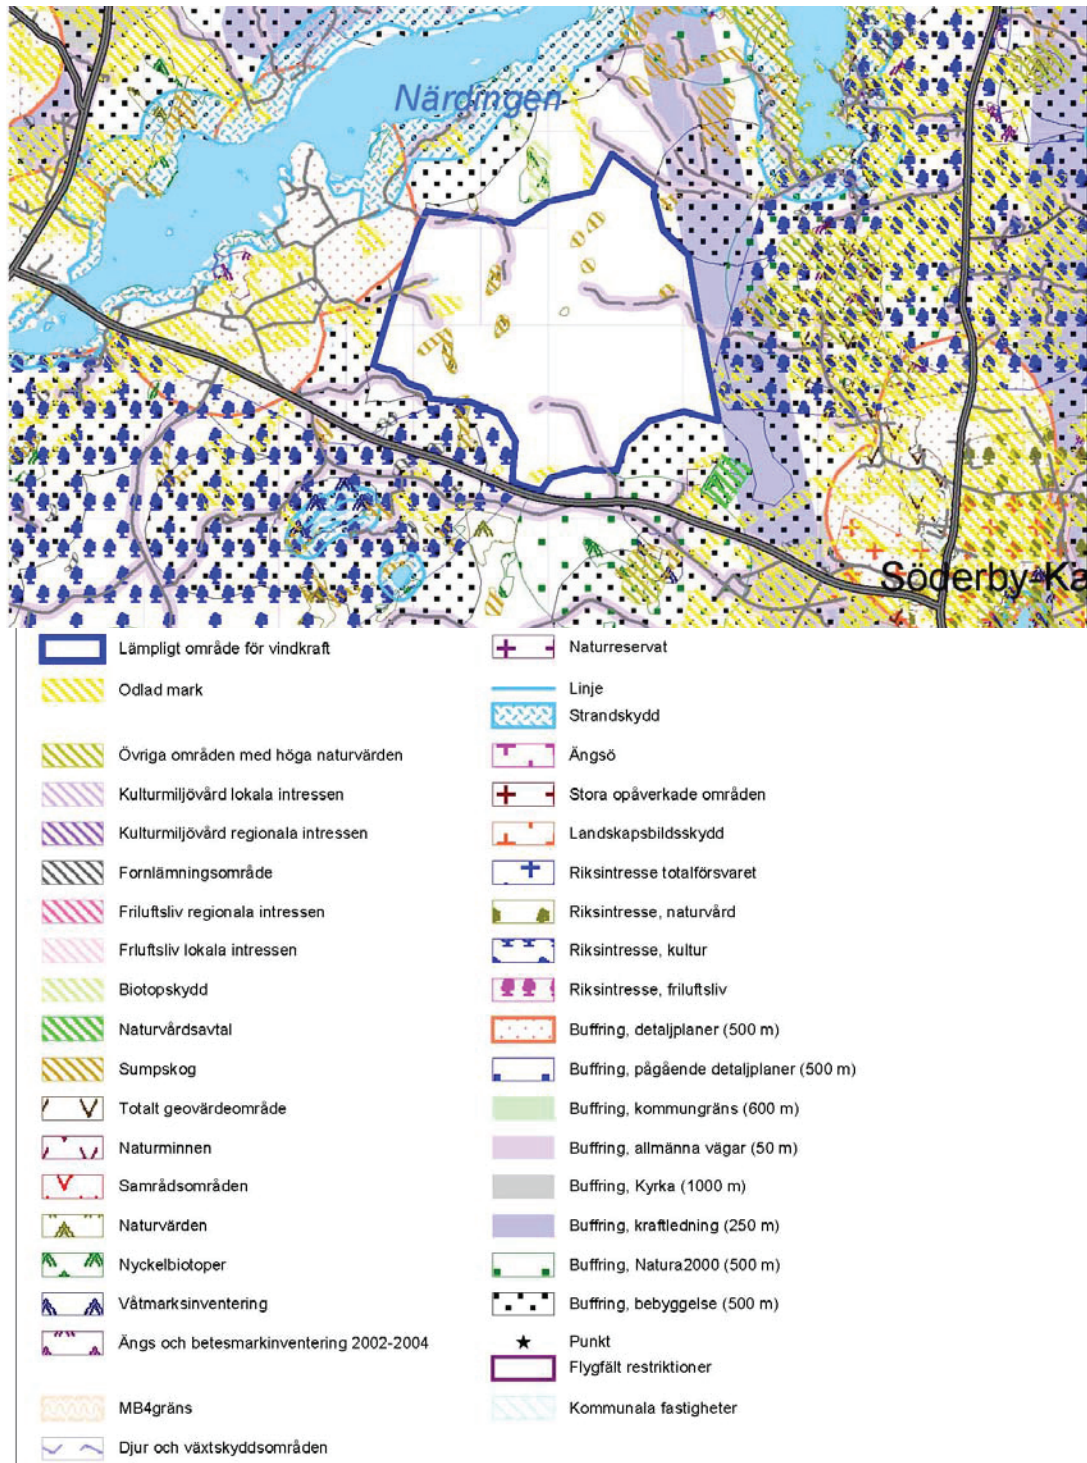 Närdingen
Söderby-Ka
Lämpligt område för vindkraft
Odlad mark
Övriga områden med höga naturvärden
Kulturmiljövård lokala intressen
Kulturmiljövård regionala intressen
Fornlämningsområde
Friluftsliv regionala intressen
Frluftsliv lokala intressen
Biotopskydd
Naturvårdsavtal
Sumpskog
Totalt geovärdeområde
Naturminnen
Samrådsområden
Naturvärden
Nyckelbiotoper
Våtmarksinventering
Ängs och betesmarkinventering 2002-2004
MB4gräns
Djur och växtskyddsområden
Naturreservat
Linje
Strandskydd
Ängsö
Stora opåverkade områden
Landskapsbildsskydd
Riksintresse totalförsvaret
Riksintresse, naturvård
Riksintresse, kultur
Riksintresse, friluftsliv
Buffring, detaljplaner (500 m)
Buffring, pågående detaljplaner (500 m)
Buffring, kommungräns (600 m)
Buffring, allmänna vägar (50 m)
Buffring, Kyrka (1000 m)
Buffring, kraftledning (250 m)
Buffring, Natura2000 (500 m)
Buffring, bebyggelse (500 m)
Punkt
Flygfält restriktioner
Kommunala fastigheter